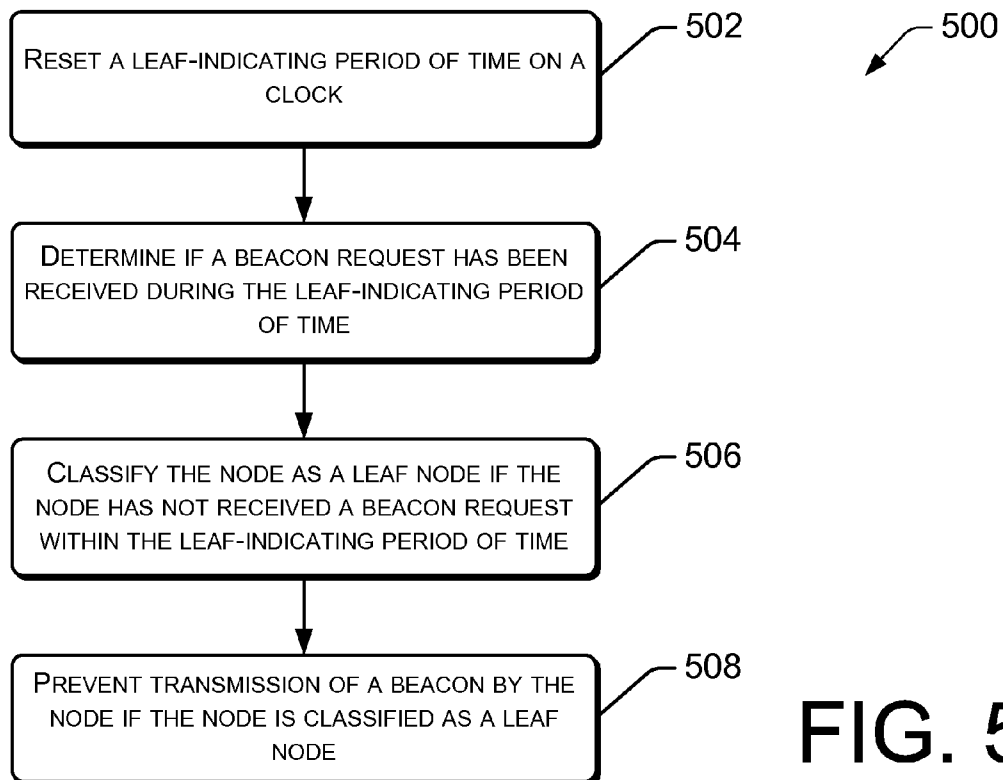 502
500
RESET A LEAF-INDICATING PERIOD OF TIME ON A
CLOCK
504
DETERMINE IF A BEACON REQUEST HAS BEEN
RECEIVED DURING THE LEAF-INDICATING PERIOD
OF TIME
506
CLASSIFY THE NODE AS A LEAF NODE IF THE
NODE HAS NOT RECEIVED A BEACON REQUEST
WITHIN THE LEAF-INDICATING PERIOD OF TIME
508
PREVENT TRANSMISSION OF A BEACON BY THE
NODE IF THE NODE IS CLASSIFIED AS A LEAF
NODE
FIG. 5